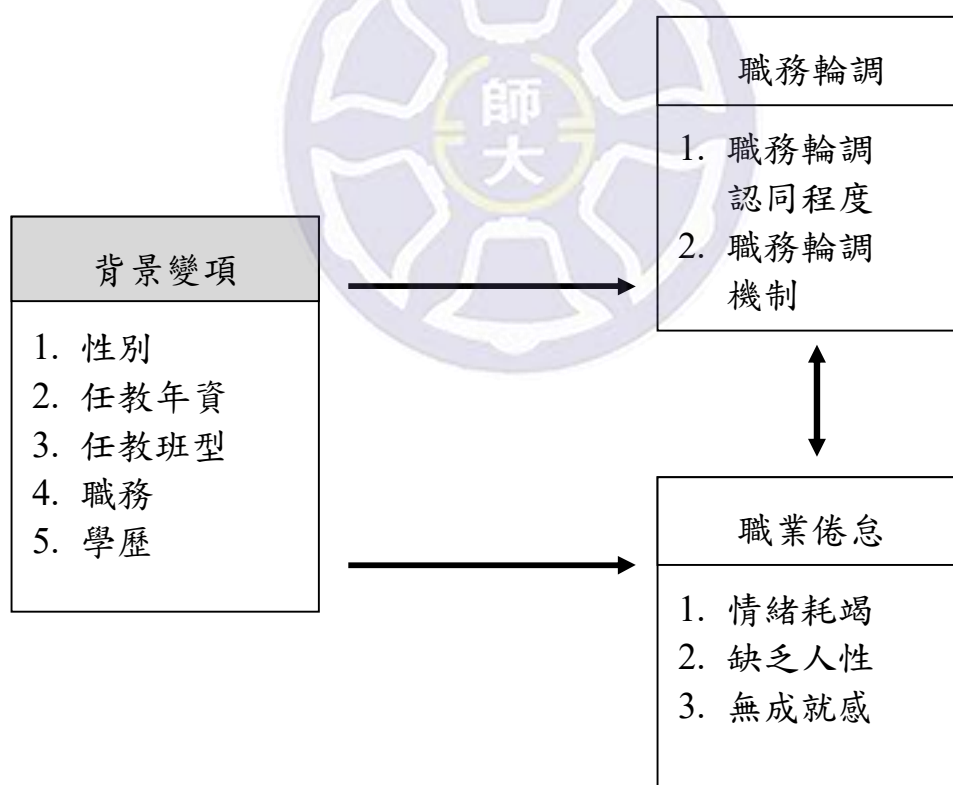 師
大
職務輪調
1. 職務輪調
認同程度
2. 職務輪調
機制
背景變項
1. 性別
2. 任教年資
3. 任教班型
4. 職務
5. 學歷
職業倦怠
1. 情緒耗竭
2. 缺乏人性
3. 無成就感